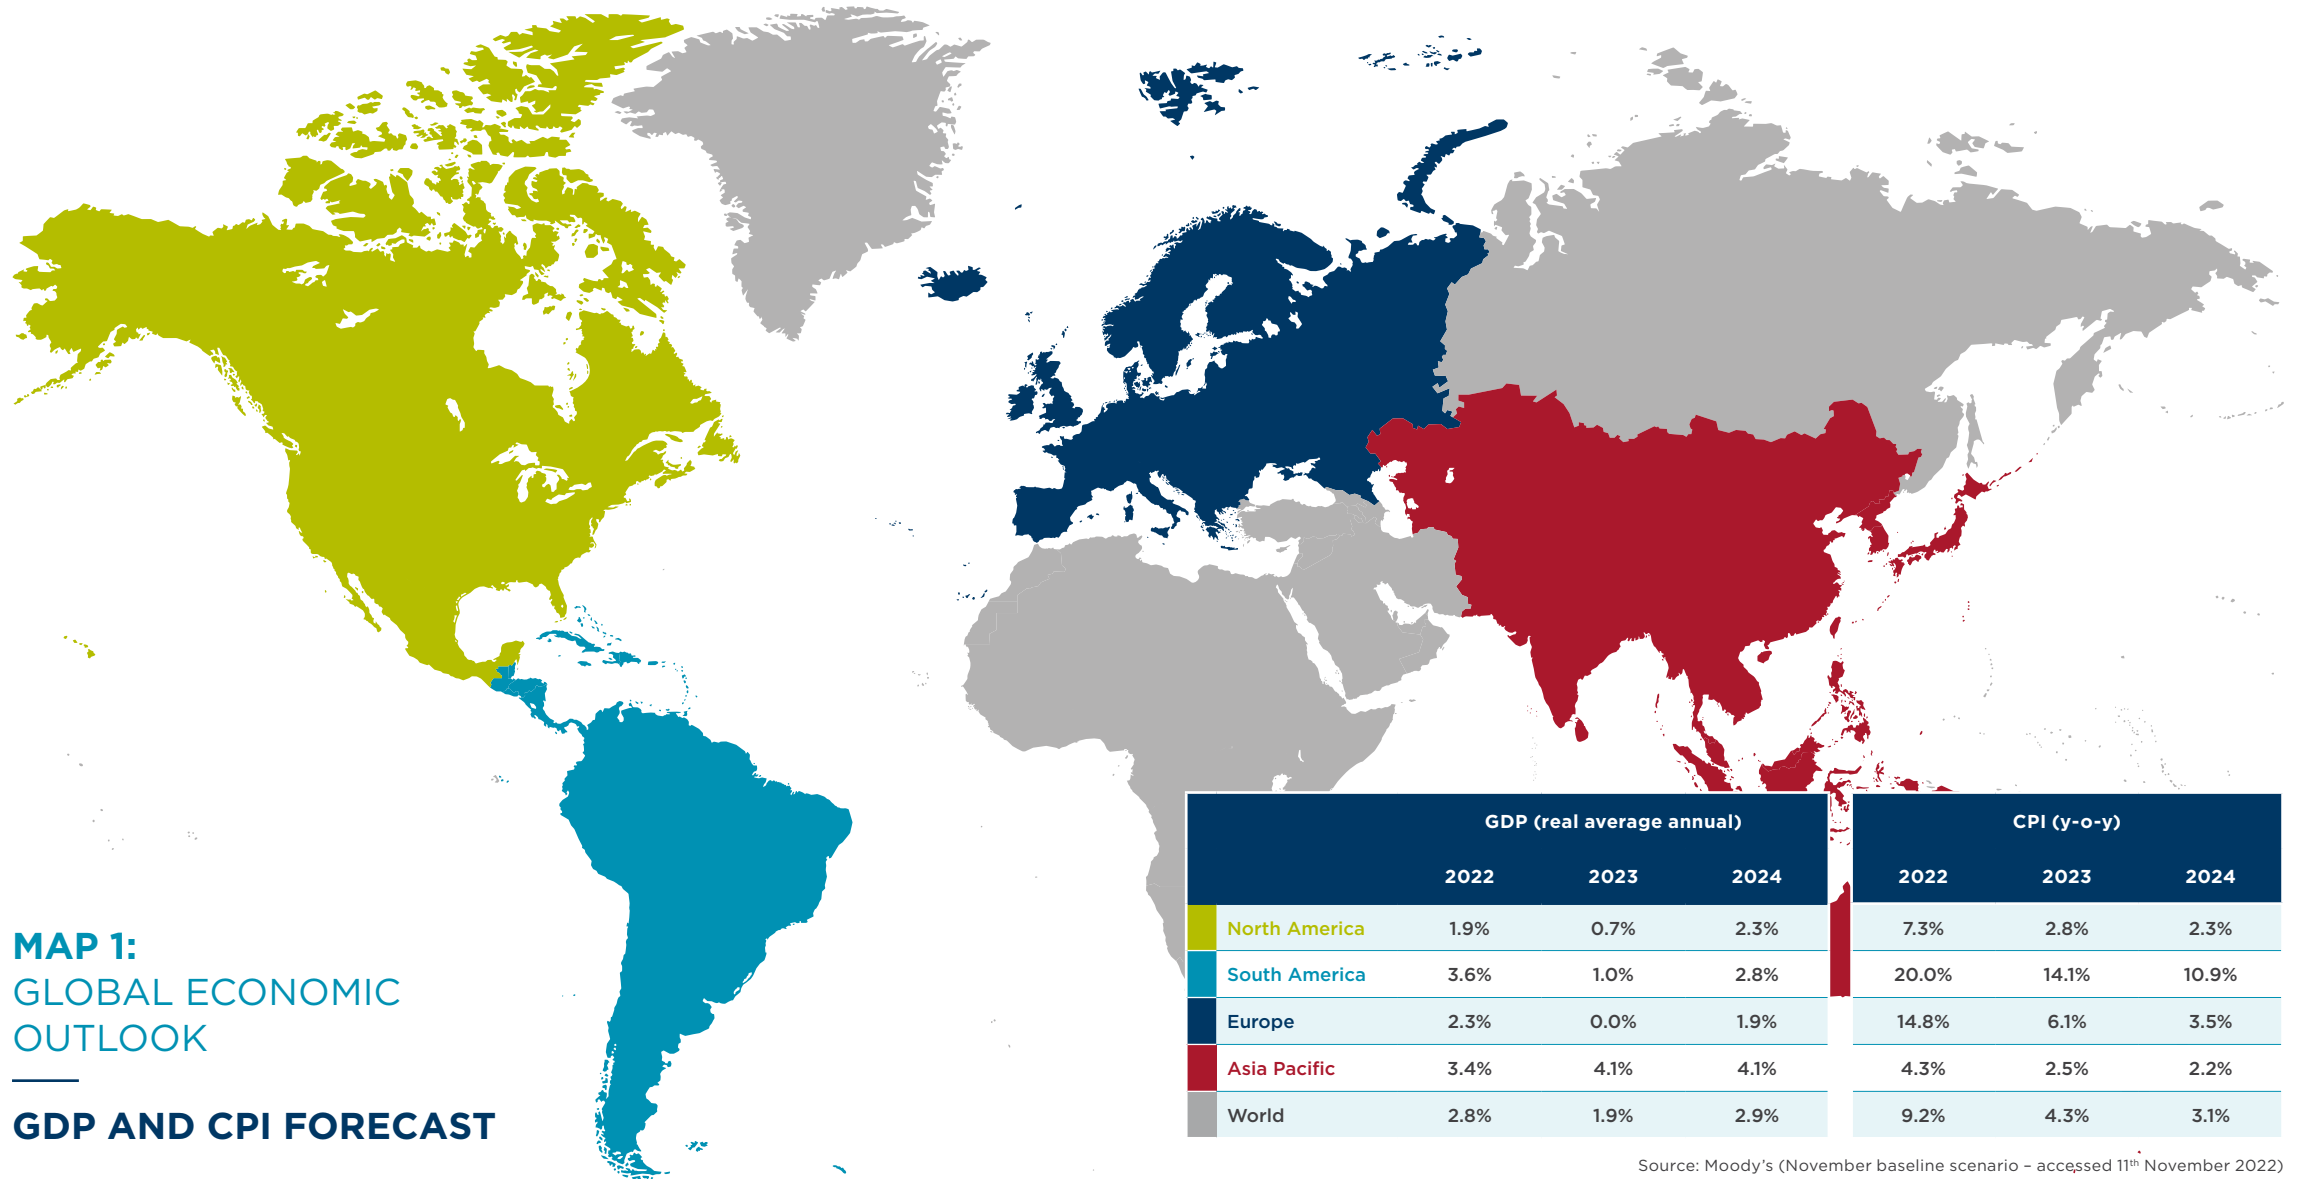 MAP 1:
GLOBAL ECONOMIC
OUTLOOK
GDP AND CPI FORECAST
GDP (real average annual) CPI (y-o-y)
2022 2023 2024 2022 2023 2024
North America 1.9% 0.7% 2.3% 7.3% 2.8% 2.3%
South America 3.6% 1.0% 2.8% 20.0% 14.1% 10.9%
Europe 2.3% 0.0% 1.9% 14.8% 6.1% 3.5%
Asia Pacific 3.4% 4.1% 4.1% 4.3% 2.5% 2.2%
World 2.8% 1.9% 2.9% 9.2% 4.3% 3.1%
Source: Moody's (November baseline scenario – accessed 11th November 2022)